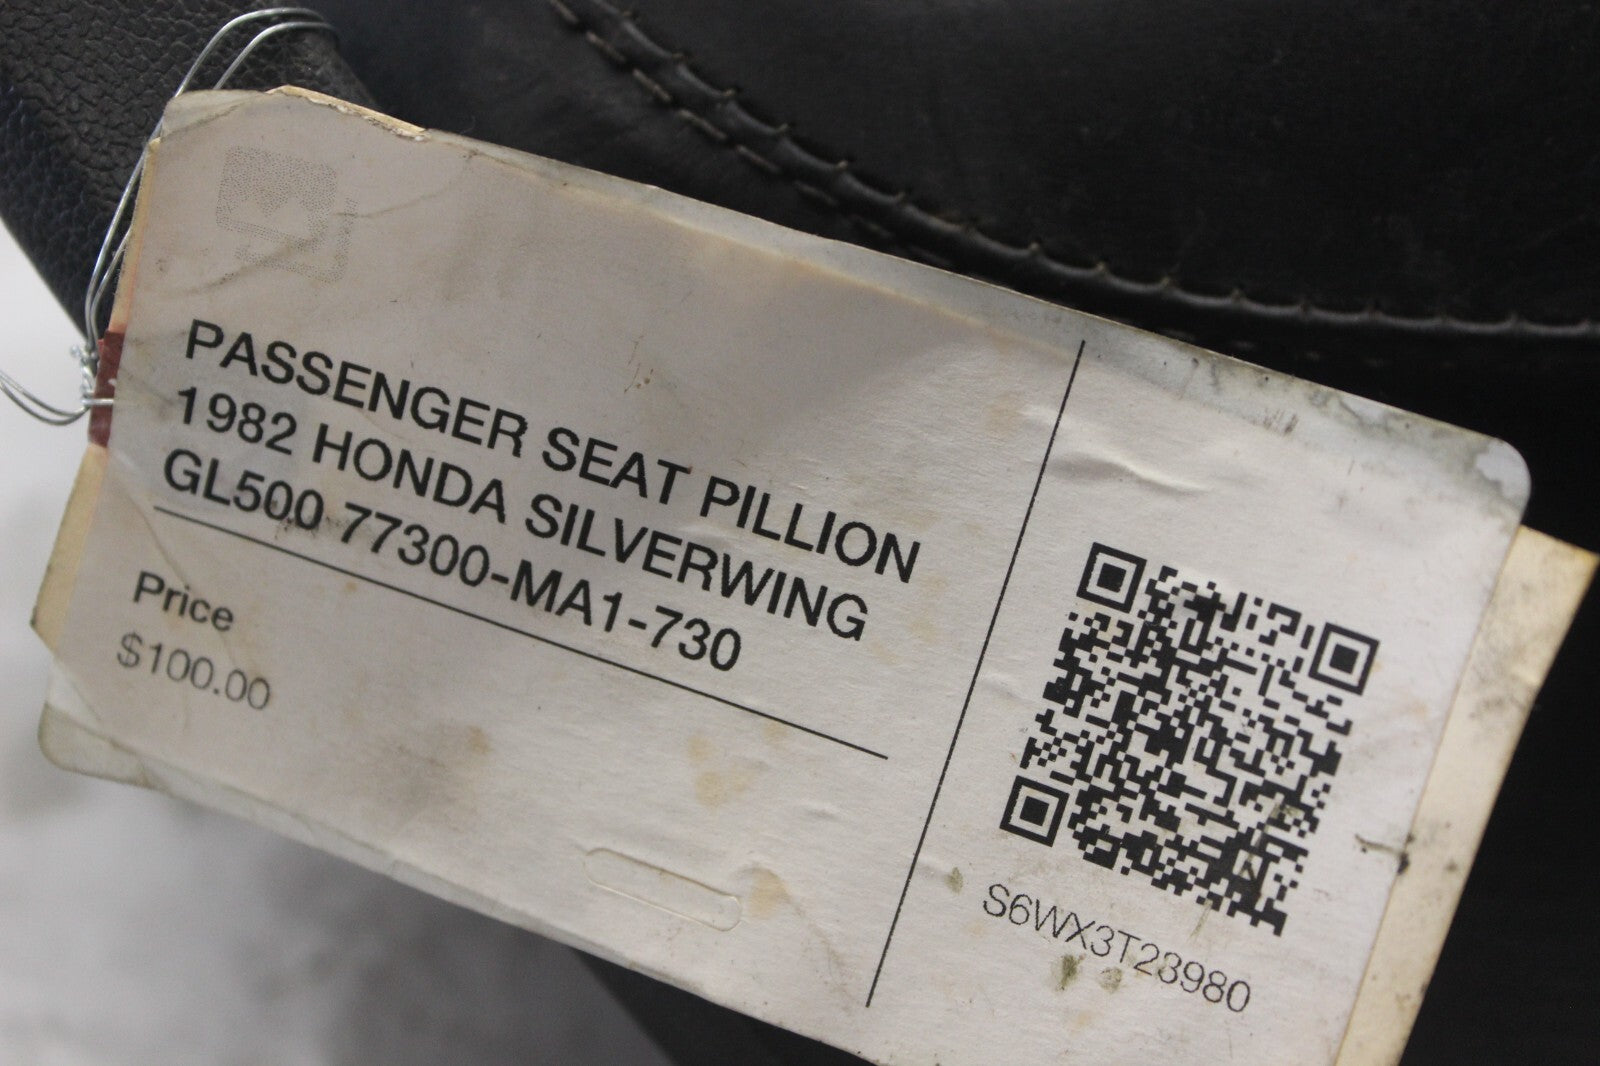 PASSENGER SEAT PILLION
1982 HONDA SILVERWING
GL500 77300-MA1-730
Price
$100.00
S6WX3T23980